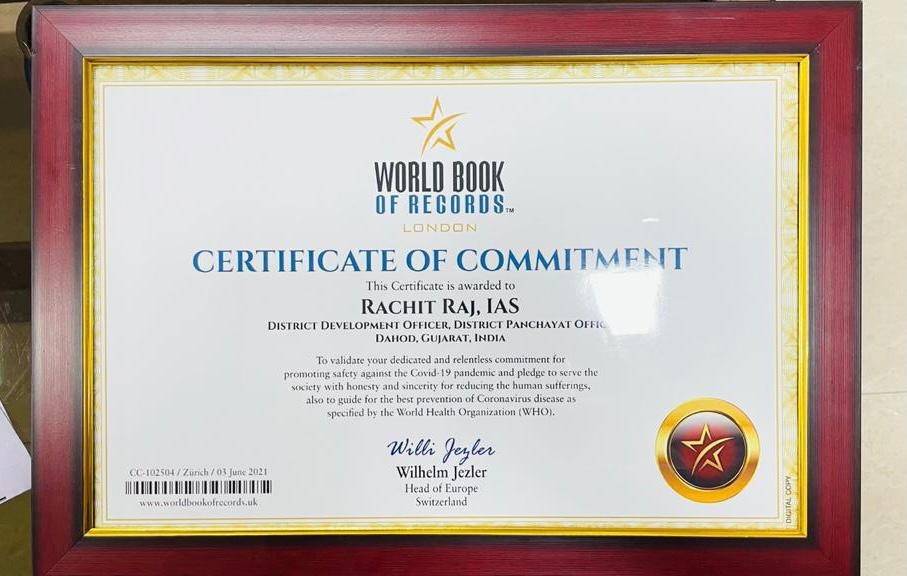 WORLD BOOK
OF RECORDS™
LONDON
CERTIFICATE OF COMMITMENT
This Certificate is awarded to
RACHIT RAJ, IAS
DISTRICT DEVELOPMENT OFFICER, DISTRICT PANCHAYAT
DAHOD, GUJARAT, INDIA
To validate your dedicated and relentless commitment for
promoting safety against the Covid-19 pandemic and pledge to serve the
society with honesty and sincerity for reducing the human sufferings,
also to guide for the best prevention of Coronavirus disease as
specified by the World Health Organization (WHO).
Willi Jezler
Wilhelm Jezler
Head of Europe
Switzerland
CC-102504 / Zürich / 03 June 2021
www.worldbookofrecords.uk
DIGITAL COPY